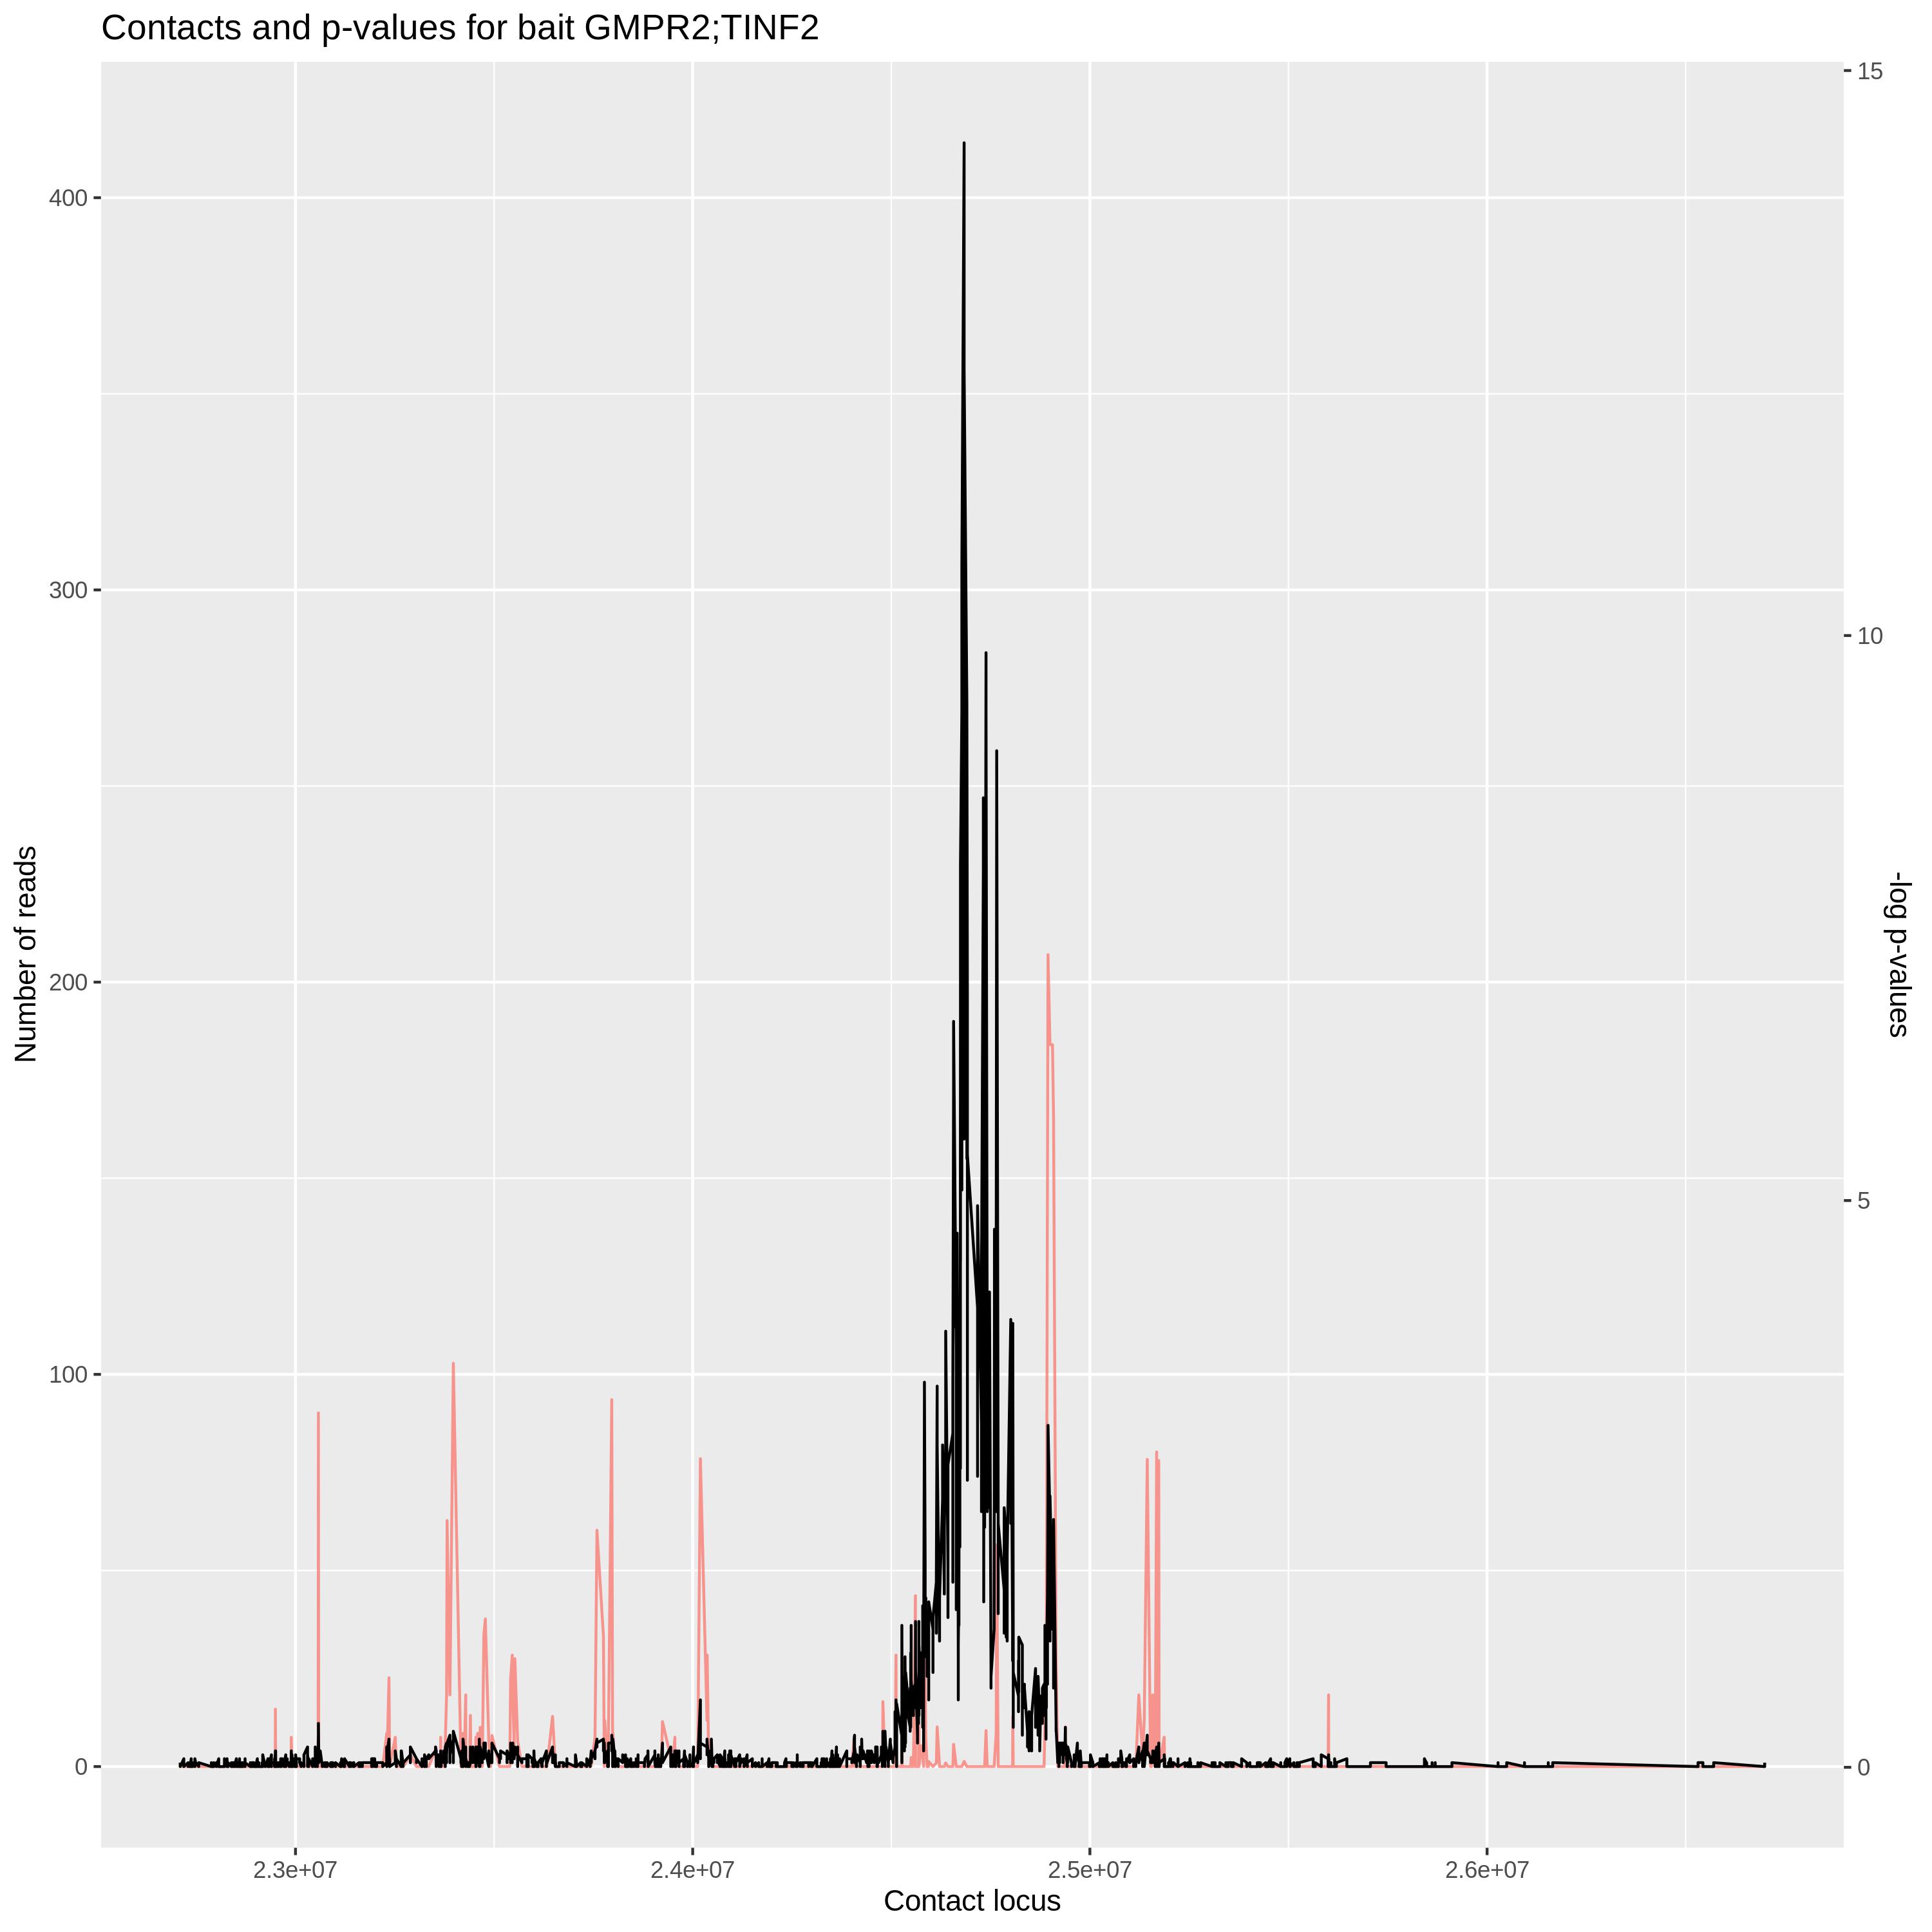 Contacts and p-values for bait GMPR2;TINF2
15
400
300
10
200
5
100
0
0
Number of reads
-log p-values
2.3e+07
2.4e+07
2.5e+07
2.6e+07
Contact locus